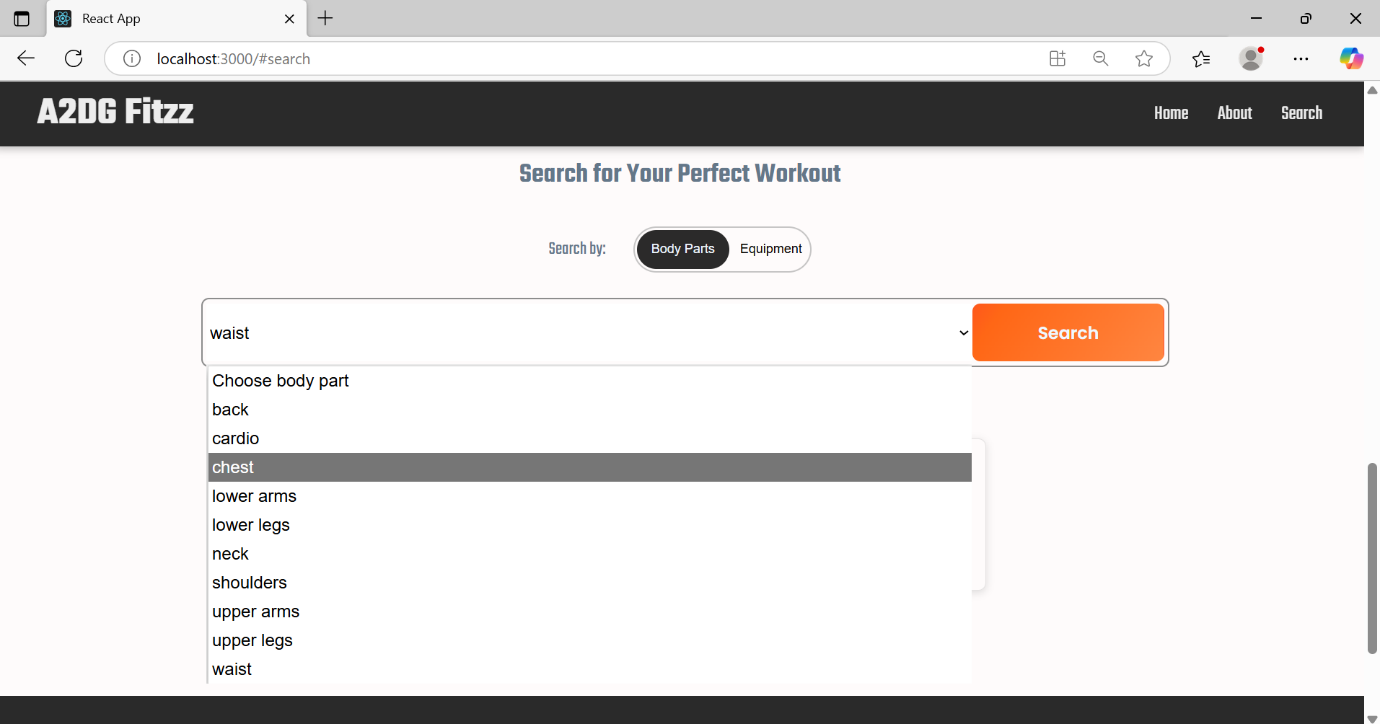 React App
localhost:3000/#search
A2DG Fitzz
Home About Search
Search for Your Perfect Workout
Search by: Body Parts Equipment
waist Search
Choose body part
back
cardio
chest
lower arms
lower legs
neck
shoulders
upper arms
upper legs
waist